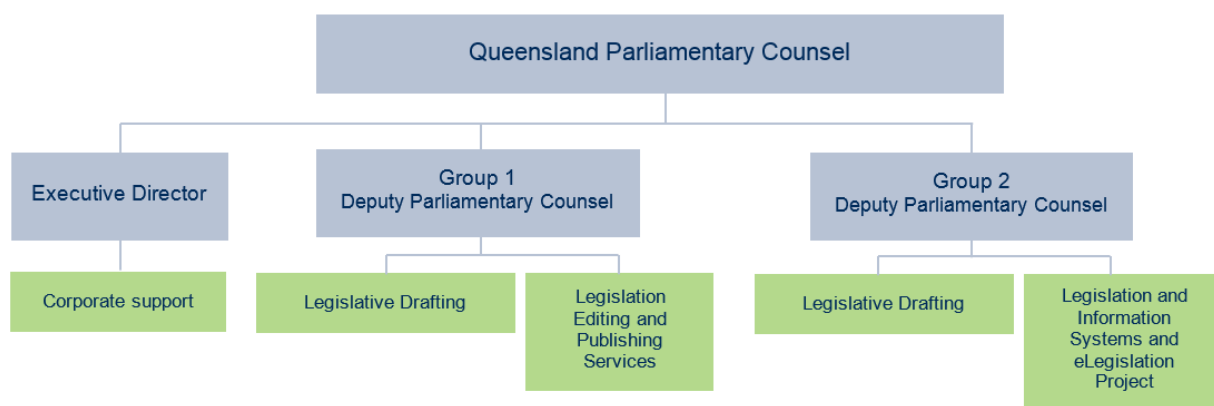 Queensland Parliamentary Counsel
Executive Director
Group 1
Deputy Parliamentary Counsel
Group 2
Deputy Parliamentary Counsel
Corporate support
Legislative Drafting
Legislation
Editing and
Publishing
Services
Legislative Drafting
Legislation and
Information
Systems and
eLegislation
Project